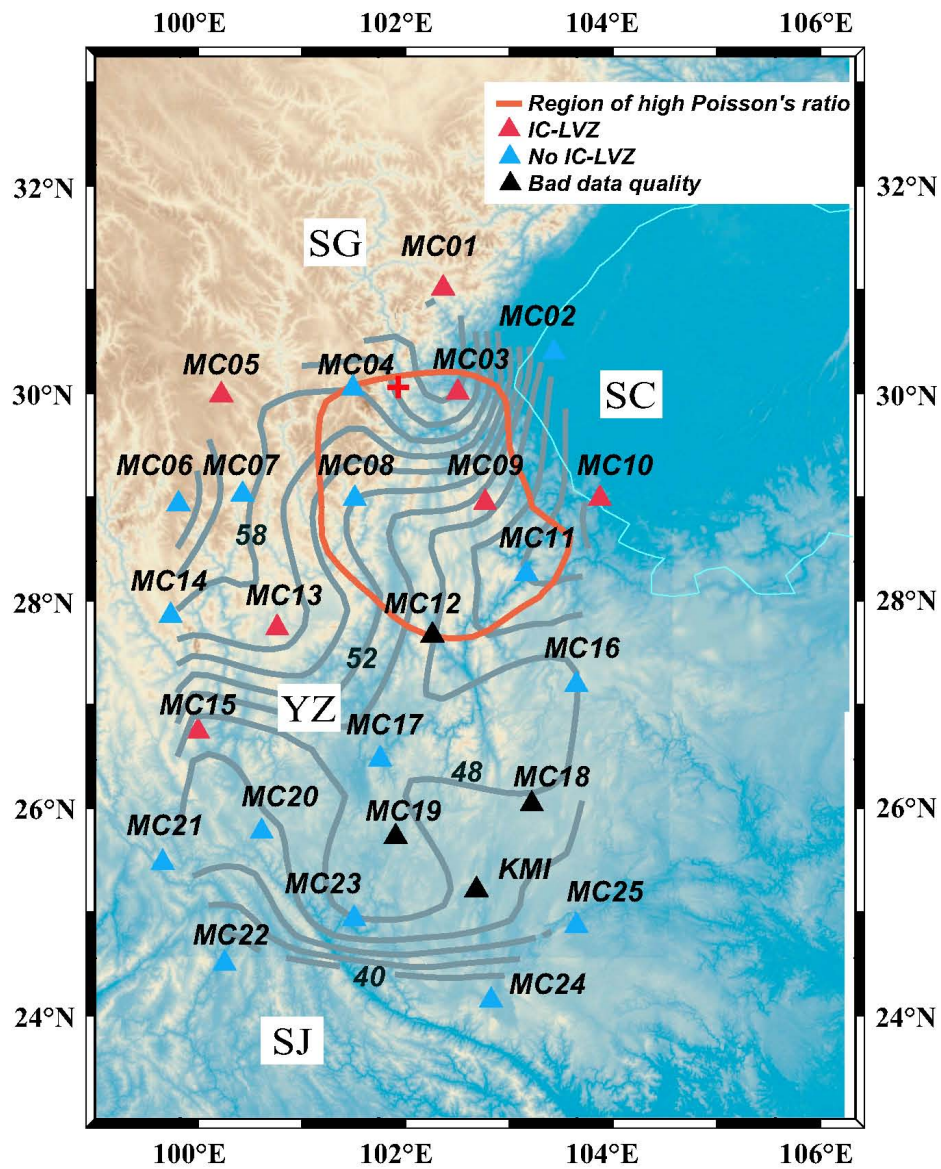 100°E 102°E 104°E 106°E
Region of high Poisson's ratio
IC-LVZ
No IC-LVZ
Bad data quality
32°N 32°N
SG
MC01
MC02
MC05 MC04 MC03
30°N 30°N
SC
MC06 MC07 MC08 MC09 MC10
58
MC11
MC14
MC13 MC12
28°N 28°N
52
MC16
MC15 YZ MC17
48
MC18
26°N 26°N
MC20 MC19
MC21
MC23 KMI MC25
MC22
40 MC24
24°N 24°N
SJ
100°E 102°E 104°E 106°E